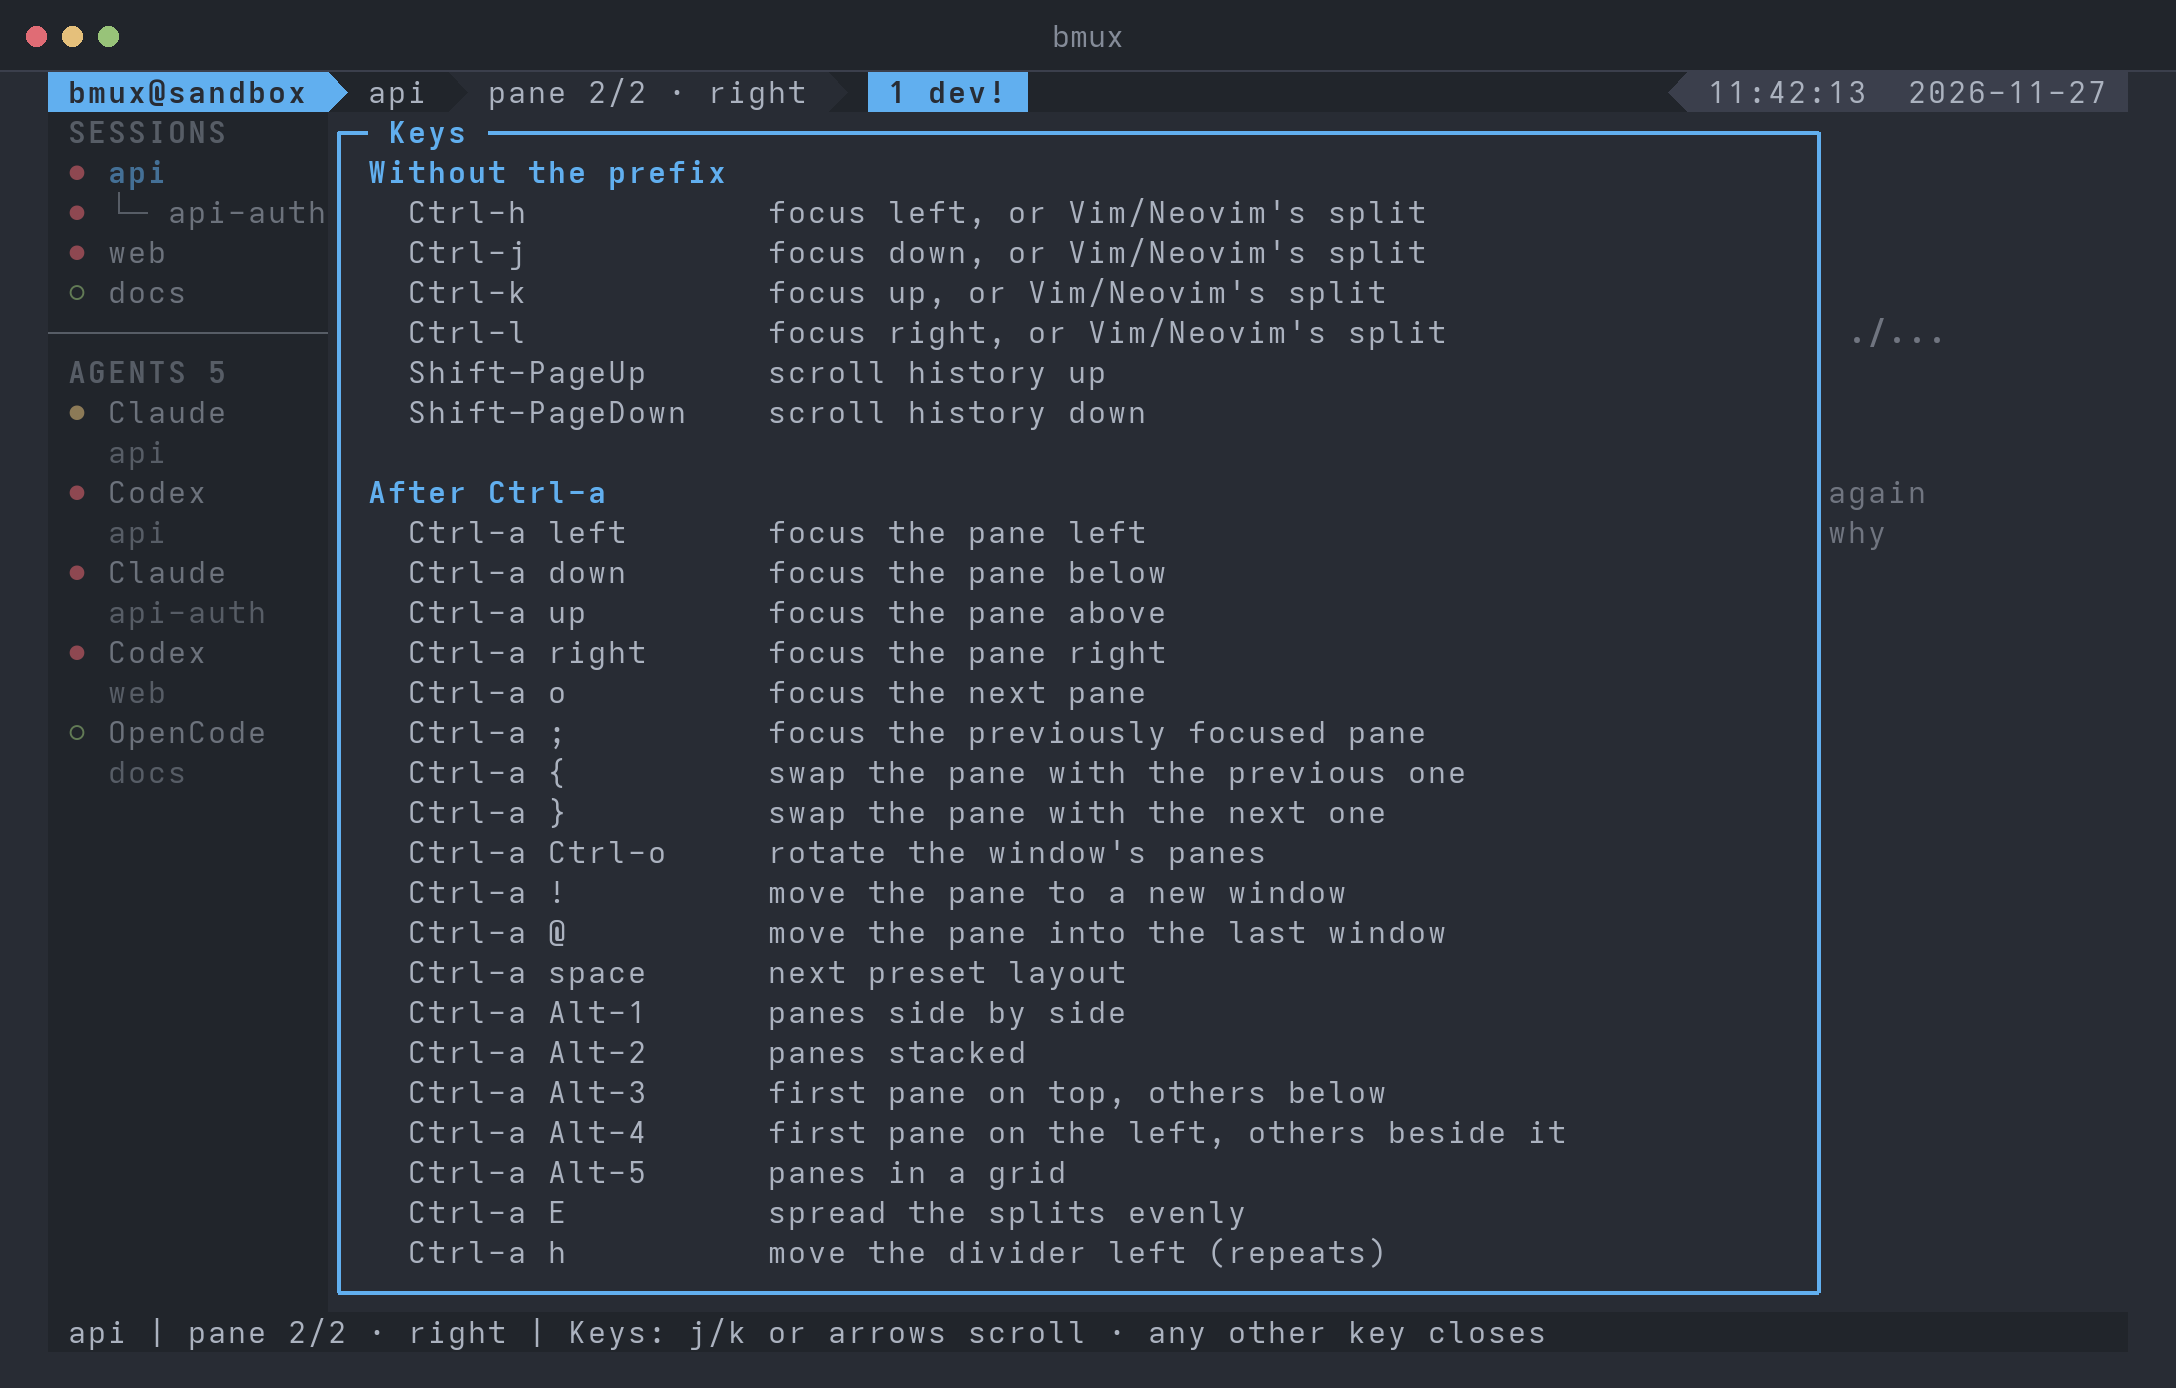 bmux
bmux@sandbox api pane 2/2 · right 1 dev! 11:42:13 2026-11-27
SESSIONS
● api
● └─ api-auth
● web
○ docs
AGENTS 5
● Claude
api
● Codex
api
● Claude
api-auth
● Codex
web
○ OpenCode
docs
Keys
Without the prefix
Ctrl-h focus left, or Vim/Neovim's split
Ctrl-j focus down, or Vim/Neovim's split
Ctrl-k focus up, or Vim/Neovim's split
Ctrl-l focus right, or Vim/Neovim's split
Shift-PageUp scroll history up
Shift-PageDown scroll history down
After Ctrl-a
Ctrl-a left focus the pane left
Ctrl-a down focus the pane below
Ctrl-a up focus the pane above
Ctrl-a right focus the pane right
Ctrl-a o focus the next pane
Ctrl-a ; focus the previously focused pane
Ctrl-a { swap the pane with the previous one
Ctrl-a } swap the pane with the next one
Ctrl-a Ctrl-o rotate the window's panes
Ctrl-a ! move the pane to a new window
Ctrl-a @ move the pane into the last window
Ctrl-a space next preset layout
Ctrl-a Alt-1 panes side by side
Ctrl-a Alt-2 panes stacked
Ctrl-a Alt-3 first pane on top, others below
Ctrl-a Alt-4 first pane on the left, others beside it
Ctrl-a Alt-5 panes in a grid
Ctrl-a E spread the splits evenly
Ctrl-a h move the divider left (repeats)
./...
again
why
api | pane 2/2 · right | Keys: j/k or arrows scroll · any other key closes